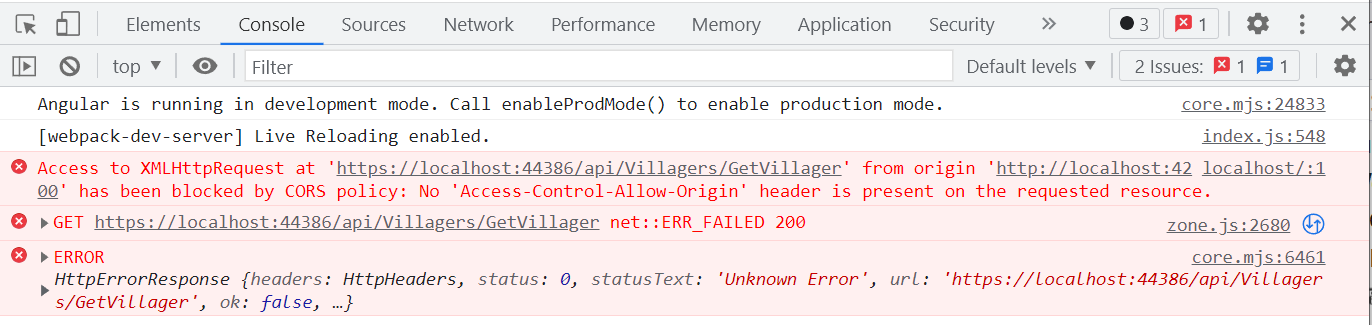 Elements Console Sources Network Performance Memory Application Security » 3 1
top ▼ Filter Default levels ▼ 2 Issues: 1 1
Angular is running in development mode. Call enableProdMode() to enable production mode. core.mjs:24833
[webpack-dev-server] Live Reloading enabled. index.js:548
Access to XMLHttpRequest at 'https://localhost:44386/api/Villagers/GetVillager' from origin 'http://localhost:42 localhost/:1
00' has been blocked by CORS policy: No 'Access-Control-Allow-Origin' header is present on the requested resource.
GET https://localhost:44386/api/Villagers/GetVillager net::ERR_FAILED 200 zone.js:2680
ERROR core.mjs:6461
HttpErrorResponse {headers: HttpHeaders, status: 0, statusText: 'Unknown Error', url: 'https://localhost:44386/api/Villager
s/GetVillager', ok: false, …}